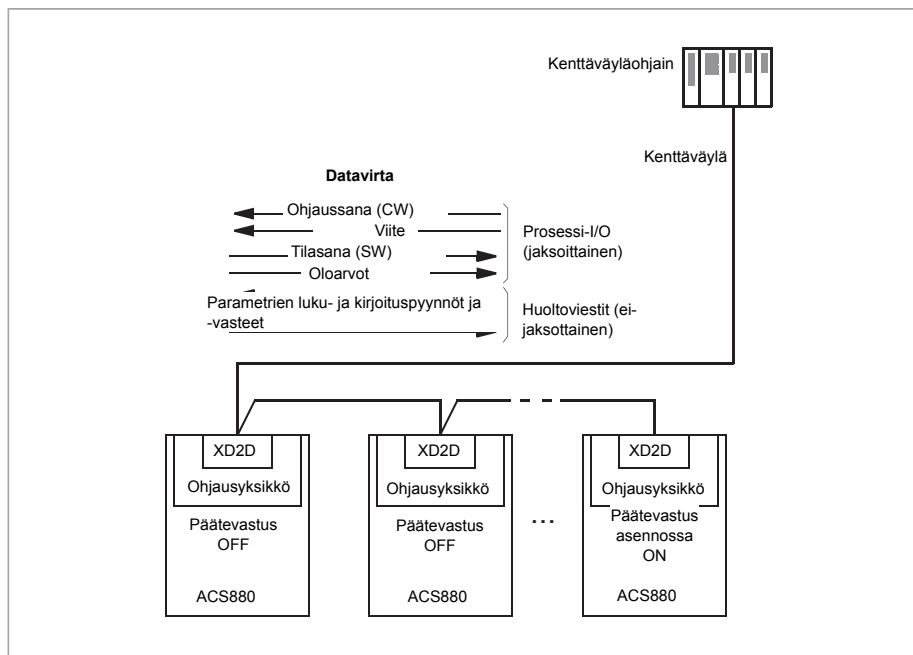 Kenttäväyläohjain
Kenttäväylä
Datavirta
Ohjaussana (CW)
Viite
Tilasana (SW)
Oloarvot
Prosessi-I/O
(jaksoittainen)
Parametrien luku- ja kirjoituspyynnöt ja
-vasteet
Huoltoviestit (ei-
jaksottainen)
XD2D
Ohjausyksikkö
Päätevastus
OFF
ACS880
XD2D
Ohjausyksikkö
Päätevastus
OFF
ACS880
...
XD2D
Ohjausyksikkö
Päätevastus
asennossa
ON
ACS880